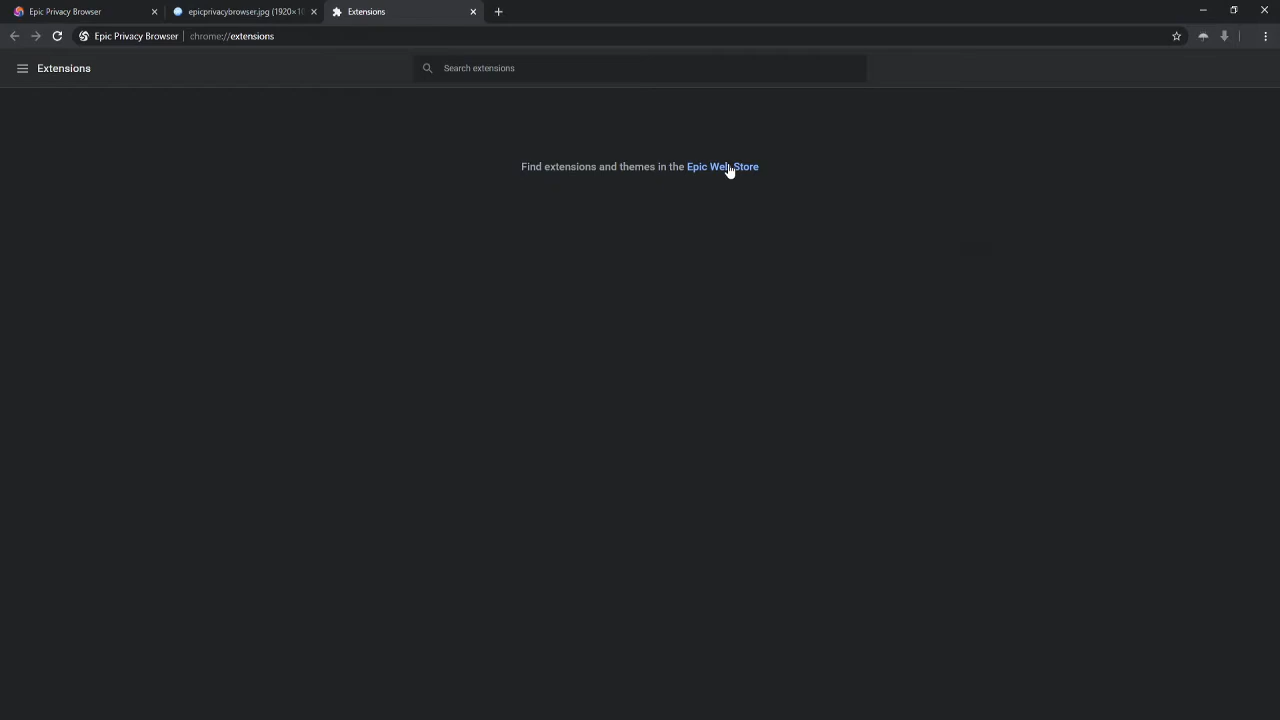 Epic Privacy Browser
epicprivacybrowser.jpg (1920×10
Extensions
Epic Privacy Browser
chrome://extensions
Extensions
Search extensions
Find extensions and themes in the Epic Web Store